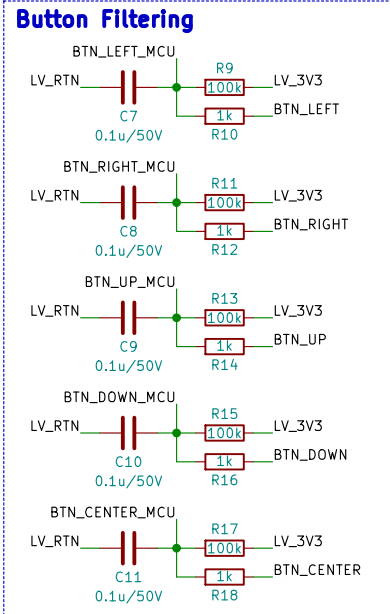 Button Filtering
BTN_LEFT_MCU
R9
LV_RTN
100k
LV_3V3
C7
1k
BTN_LEFT
0.1u/50V
R10
BTN_RIGHT_MCU
R11
LV_RTN
100k
LV_3V3
C8
1k
BTN_RIGHT
0.1u/50V
R12
BTN_UP_MCU
R13
LV_RTN
100k
LV_3V3
C9
1k
BTN_UP
0.1u/50V
R14
BTN_DOWN_MCU
R15
LV_RTN
100k
LV_3V3
C10
1k
BTN_DOWN
0.1u/50V
R16
BTN_CENTER_MCU
R17
LV_RTN
100k
LV_3V3
C11
1k
BTN_CENTER
0.1u/50V
R18